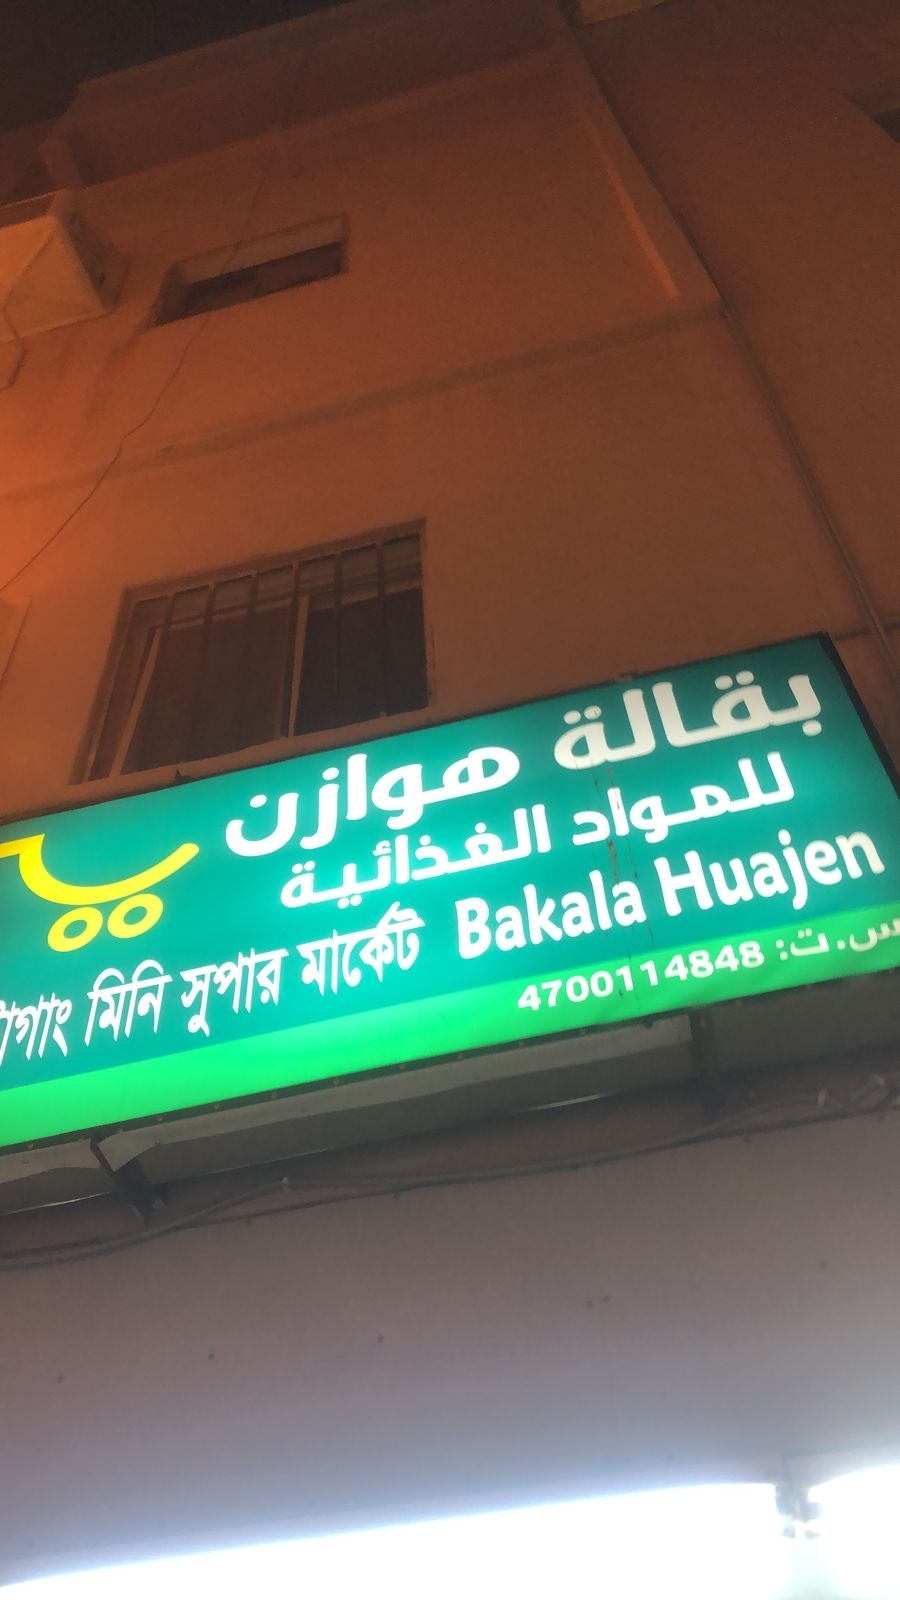 بقالة هوازن
للمواد الغذائية
মিনি সুপার মার্কেট Bakala Huajen
س.ت: 4700114848